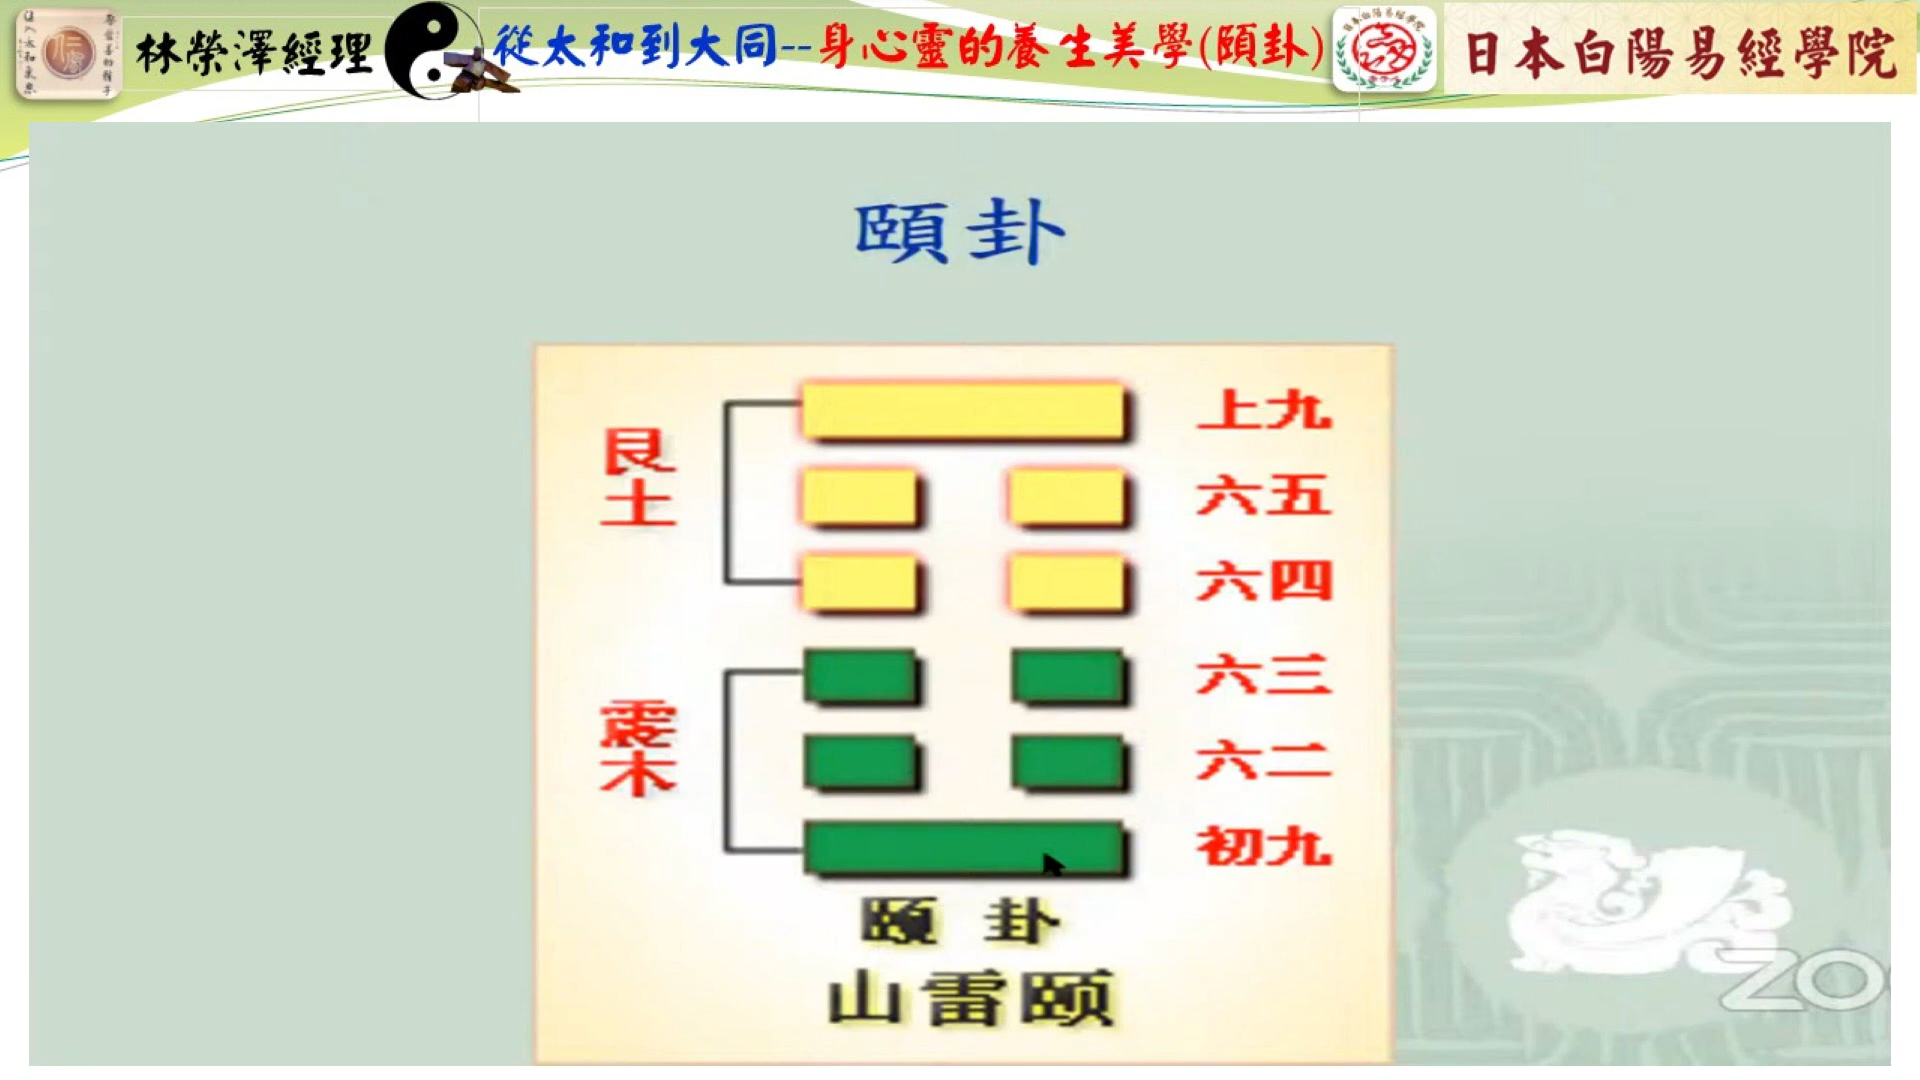 林榮澤經理
從太和到大同--身心靈的養生美學(頤卦)
日本白陽易經學院
頤卦
艮土
上九
六五
六四
震木
六三
六二
初九
頤 卦
山雷颐
ZO